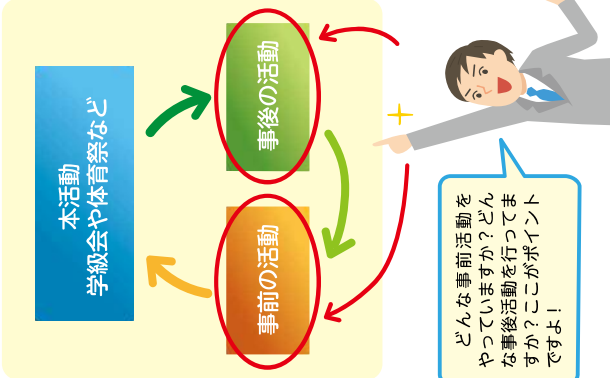 本活動
学級会や体育祭など
事後の活動
事前の活動
どんな事前活動を
やっていますか？どん
な事後活動を行ってま
すか？ここがポイント
ですよ！